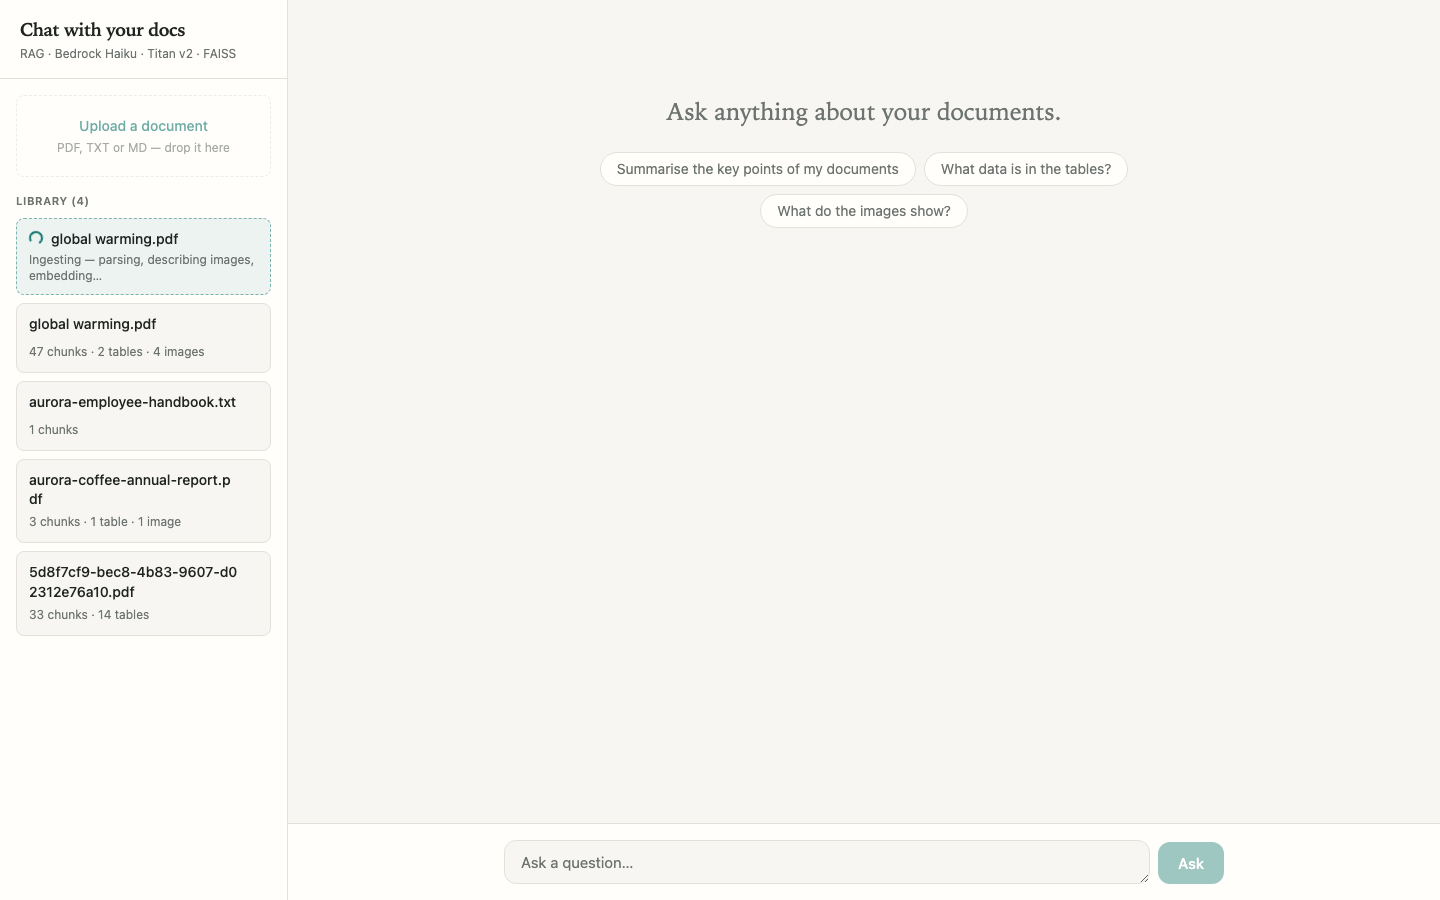 Chat with your docs
RAG · Bedrock Haiku · Titan v2 · FAISS
Upload a document
PDF, TXT or MD — drop it here
LIBRARY (4)
global warming.pdf
Ingesting — parsing, describing images,
embedding...
global warming.pdf
47 chunks · 2 tables · 4 images
aurora-employee-handbook.txt
1 chunks
aurora-coffee-annual-report.p
df
3 chunks · 1 table · 1 image
5d8f7cf9-bec8-4b83-9607-d0
2312e76a10.pdf
33 chunks · 14 tables
Ask anything about your documents.
Summarise the key points of my documents
What data is in the tables?
What do the images show?
Ask a question...
Ask